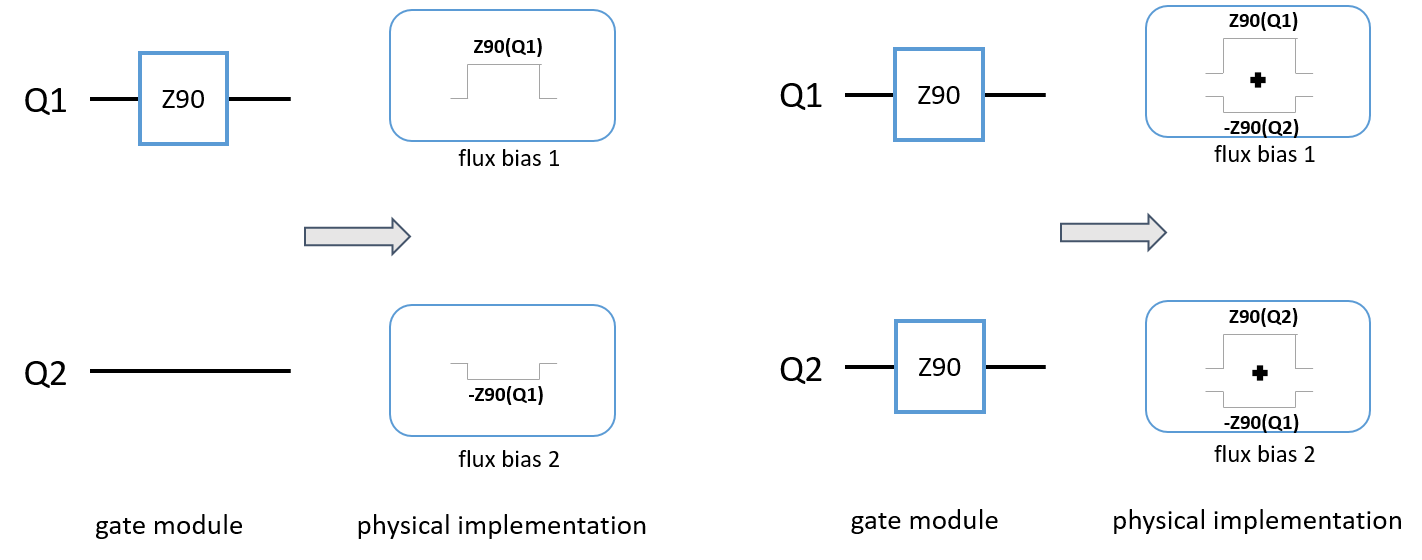 Z90(Q1)
Q1
Z90
flux bias 1
Q2
-Z90(Q1)
flux bias 2
gate module
physical implementation
Z90(Q1)
Q1
Z90
-Z90(Q2)
flux bias 1
Z90(Q2)
Q2
Z90
-Z90(Q1)
flux bias 2
gate module
physical implementation